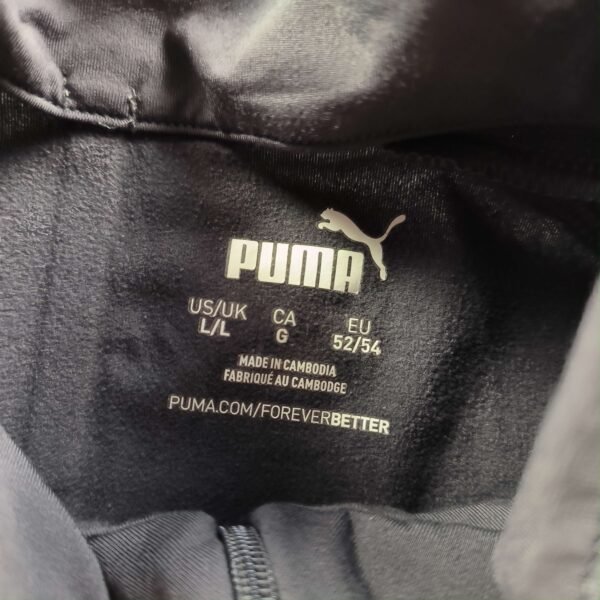 PUMA
US/UK CA EU
L/L G 52/54
MADE IN CAMBODIA
FABRIQUÉ AU CAMBODGE
PUMA.COM/FOREVERBETTER